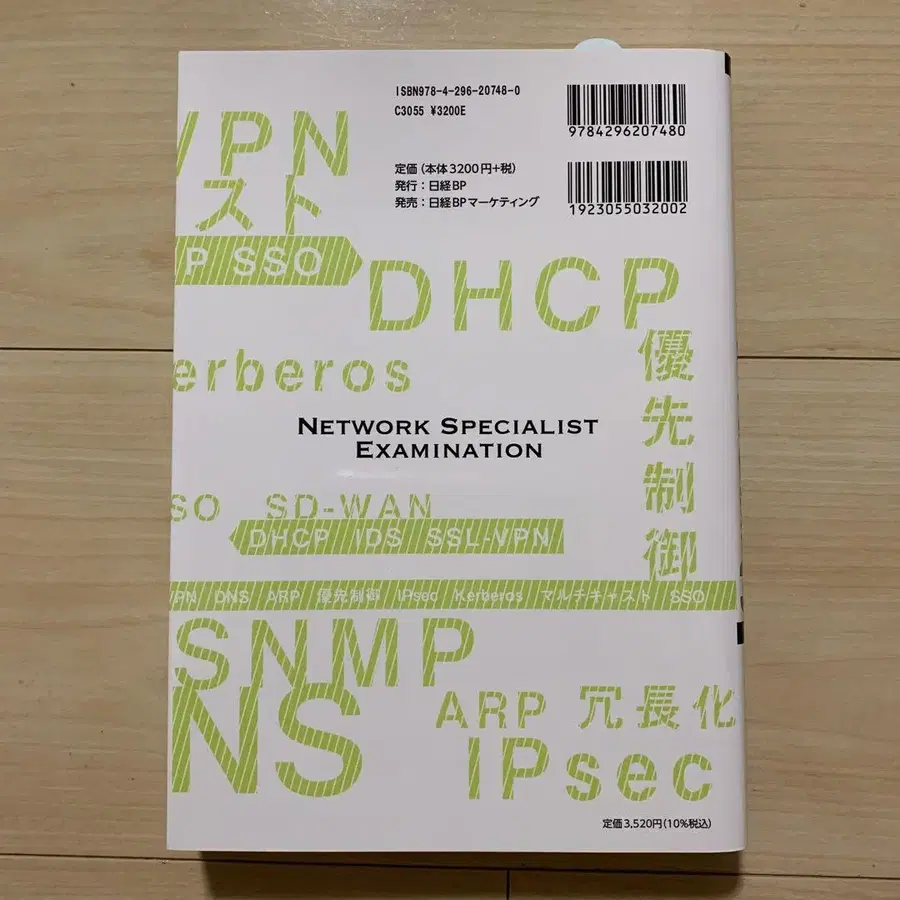 ISBN978-4-296-20748-0
C3055 ¥3200E
9784296207480
定価（本体3200円+税）
発行：日経BP
発売：日経BPマーケティング
1923055032002
VPN
スト
P SSO
DHCP
優先制御
erberos
NETWORK SPECIALIST
EXAMINATION
SO SD-WAN
DHCP IDS SSL-VPN
VPN DNS ARP 優先制御 IPsec Kerberos マルチキャスト SSO
SNMP
NS
ARP 冗長化
IPsec
定価3,520円（10%税込）